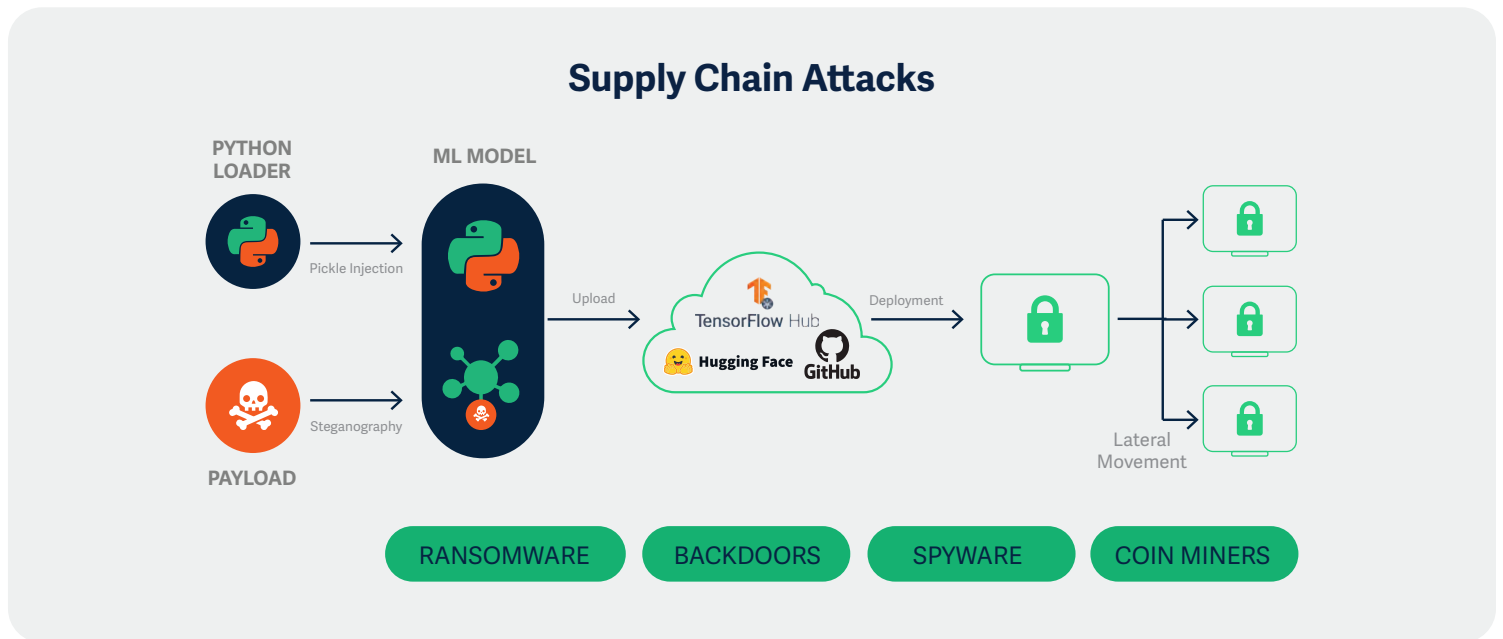 Supply Chain Attacks
PYTHON
LOADER
ML MODEL
Pickle Injection
Upload
Deployment
TensorFlow Hub
Hugging Face
GitHub
Steganography
PAYLOAD
Lateral
Movement
RANSOMWARE
BACKDOORS
SPYWARE
COIN MINERS